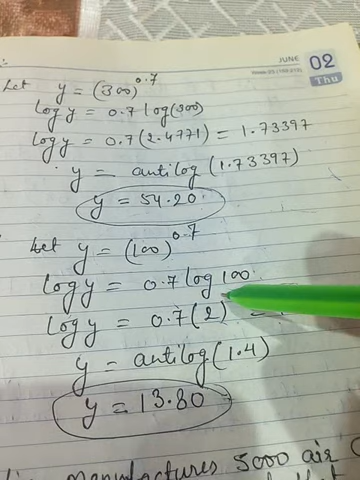 JUNE
02
Thu
Let y = (300)^0.7
log y = 0.7 log(300)
log y = 0.7(2.4771) = 1.73397
y = antilog(1.73397)
y = 54.20
Let y = (100)^0.7
log y = 0.7 log 100
log y = 0.7(2) =
y = antilog(1.4)
y = 13.80
manufactures 5000 air